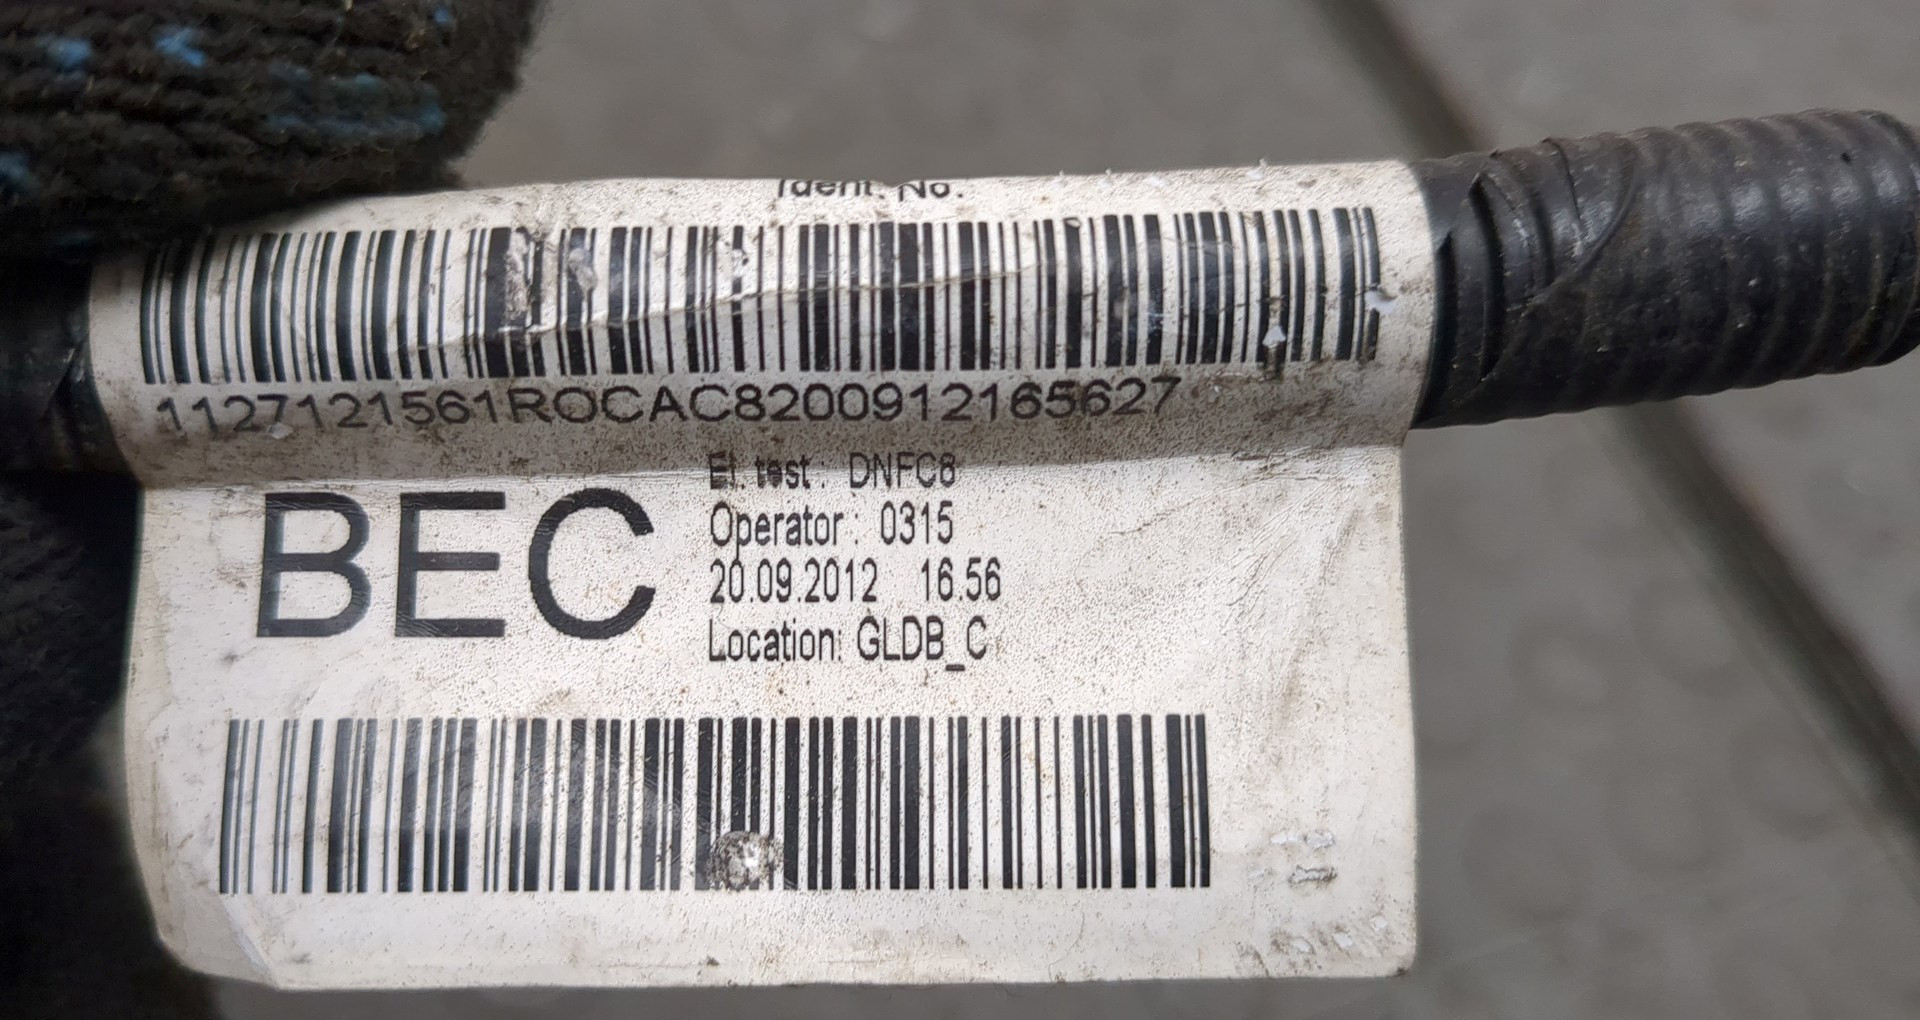 Ident. No.
1127121561ROCAC8200912165627
BEC
El. test : DNFC8
Operator : 0315
20.09.2012 16.56
Location: GLDB_C